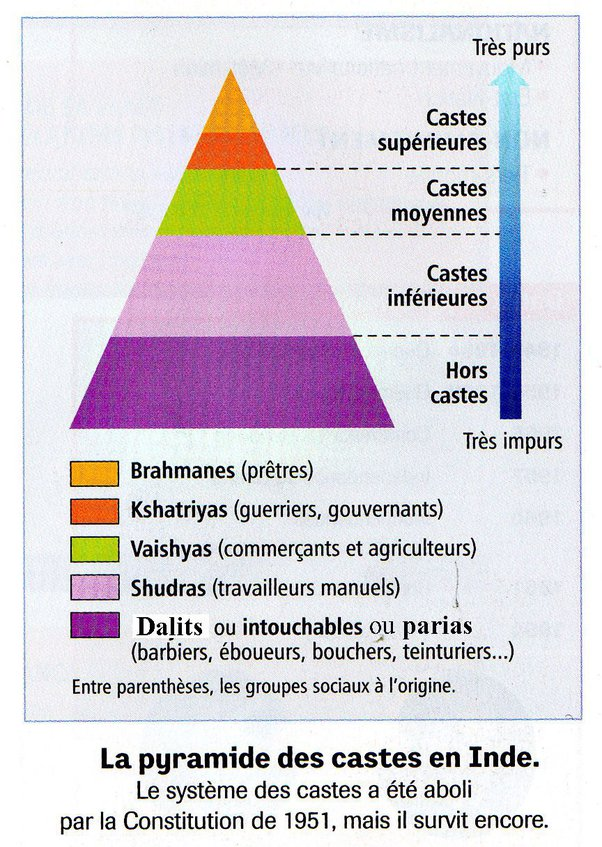 Très purs
Castes
supérieures
Castes
moyennes
Castes
inférieures
Hors
castes
Très impurs
Brahmanes (prêtres)
Kshatriyas (guerriers, gouvernants)
Vaishyas (commerçants et agriculteurs)
Shudras (travailleurs manuels)
Dalits ou intouchables ou parias
(barbiers, éboueurs, bouchers, teinturiers...)
Entre parenthèses, les groupes sociaux à l'origine.
La pyramide des castes en Inde.
Le système des castes a été aboli
par la Constitution de 1951, mais il survit encore.